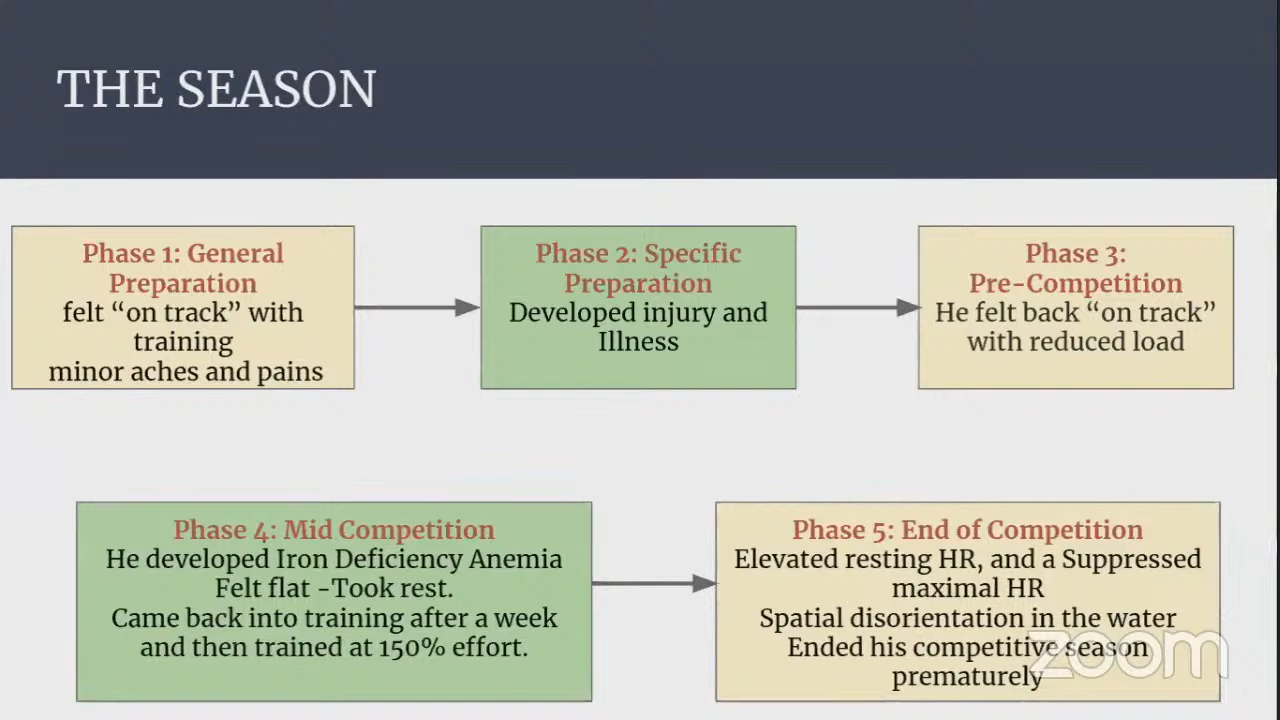 THE SEASON
Phase 1: General
Preparation
felt “on track” with
training
minor aches and pains
Phase 2: Specific
Preparation
Developed injury and
Illness
Phase 3:
Pre-Competition
He felt back “on track”
with reduced load
Phase 4: Mid Competition
He developed Iron Deficiency Anemia
Felt flat -Took rest.
Came back into training after a week
and then trained at 150% effort.
Phase 5: End of Competition
Elevated resting HR, and a Suppressed
maximal HR
Spatial disorientation in the water
Ended his competitive season
prematurely
zoom